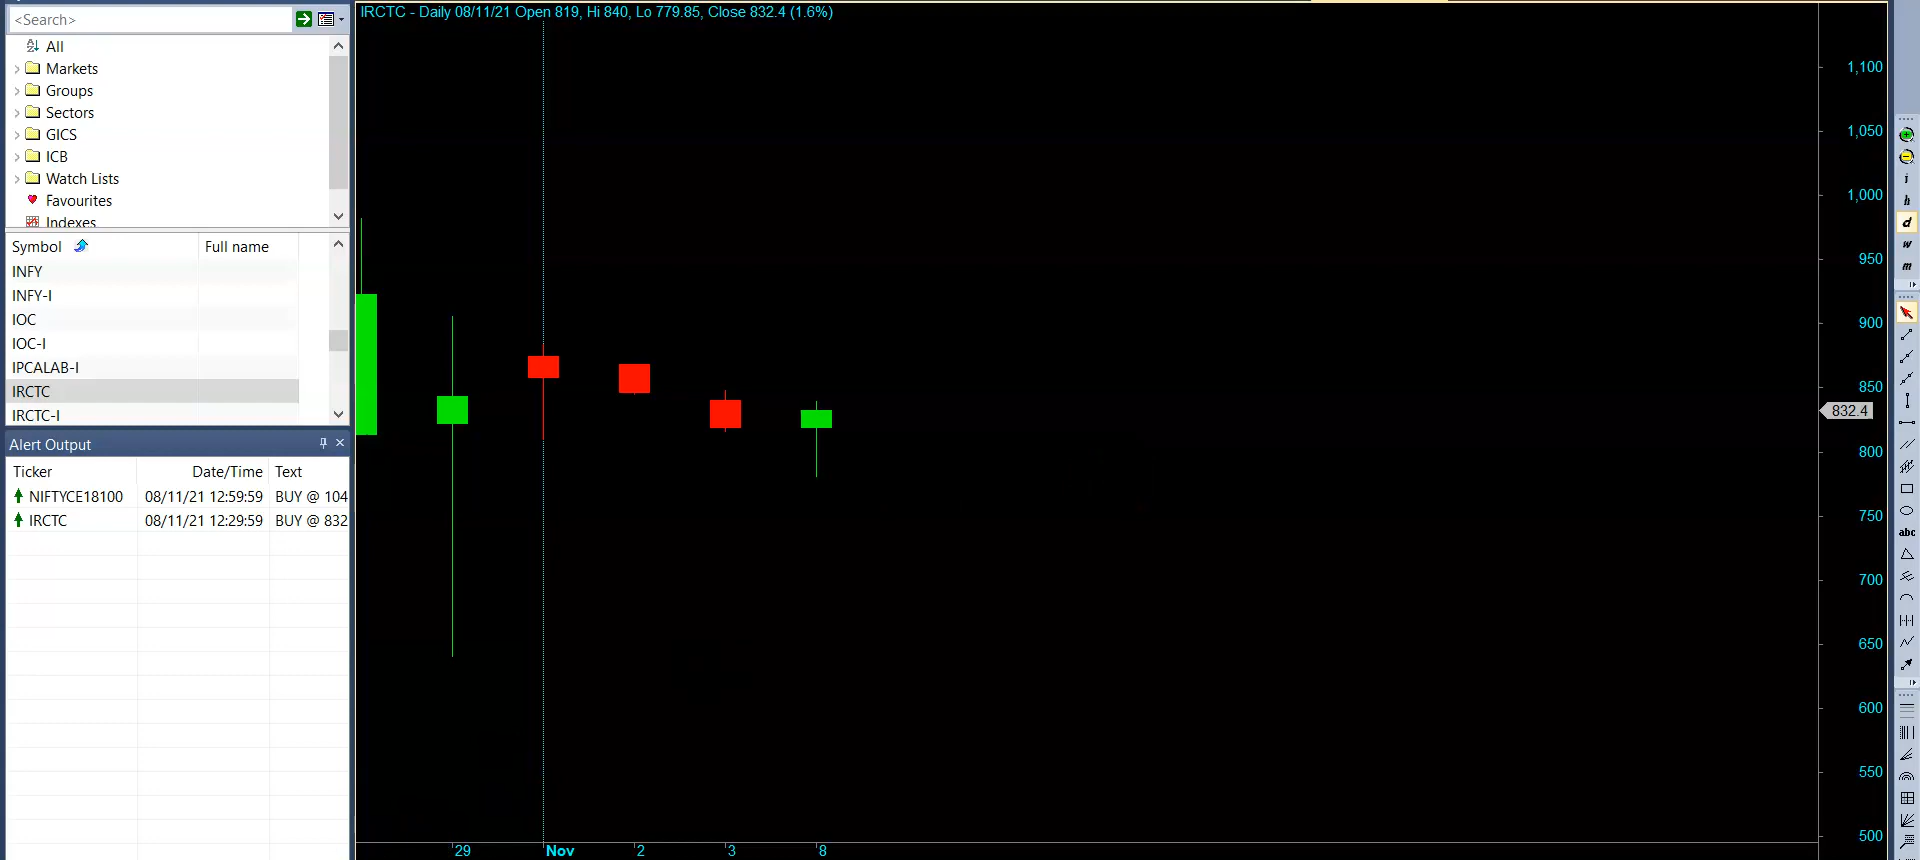 <Search>
All
Markets
Groups
Sectors
GICS
ICB
Watch Lists
Favourites
Indexes
Symbol Full name
INFY
INFY-I
IOC
IOC-I
IPCALAB-I
IRCTC
IRCTC-I
Alert Output
Ticker Date/Time Text
NIFTYCE18100 08/11/21 12:59:59 BUY @ 104
IRCTC 08/11/21 12:29:59 BUY @ 832
IRCTC - Daily 08/11/21 Open 819, Hi 840, Lo 779.85, Close 832.4 (1.6%)
1,100
1,050
1,000
950
900
850
832.4
800
750
700
650
600
550
500
29 Nov 2 3 8
i
h
d
w
m
abc